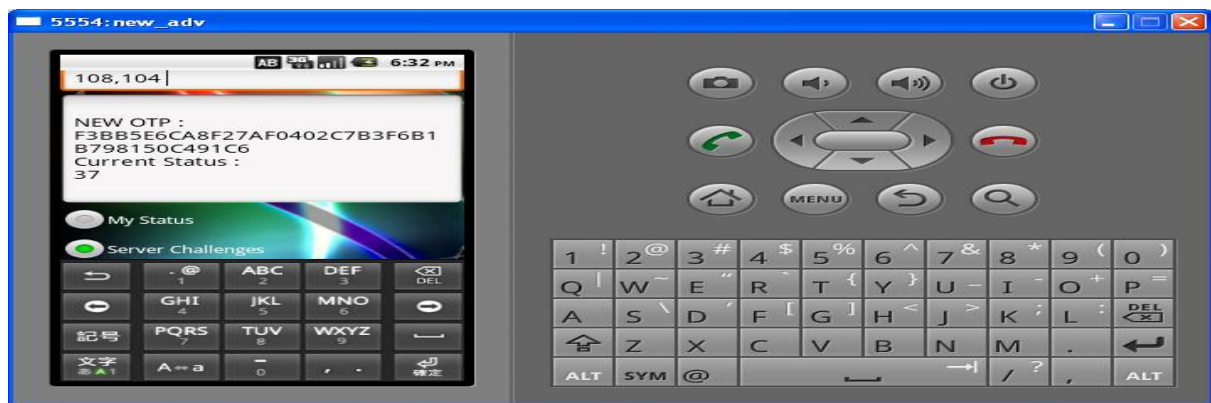 5554:new_adv
AB 3G 6:32 PM
108,104
NEW OTP :
F3BB5E6CA8F27AF0402C7B3F6B1
B798150C491C6
Current Status :
37
My Status
Server Challenges
. @ 1 ABC 2 DEF 3 DEL
GHI 4 JKL 5 MNO 6
記号 PQRS 7 TUV 8 WXYZ 9
文字 あA1 A⇔a 0 , . 確定
MENU
1 ! 2 @ 3 # 4 $ 5 % 6 ^ 7 & 8 * 9 ( 0 )
Q | W ~ E " R ` T { Y } U - I - O + P =
A S \ D ' F [ G ] H < J > K ; L : DEL
Z X C V B N M .
ALT SYM @ / ? , ALT